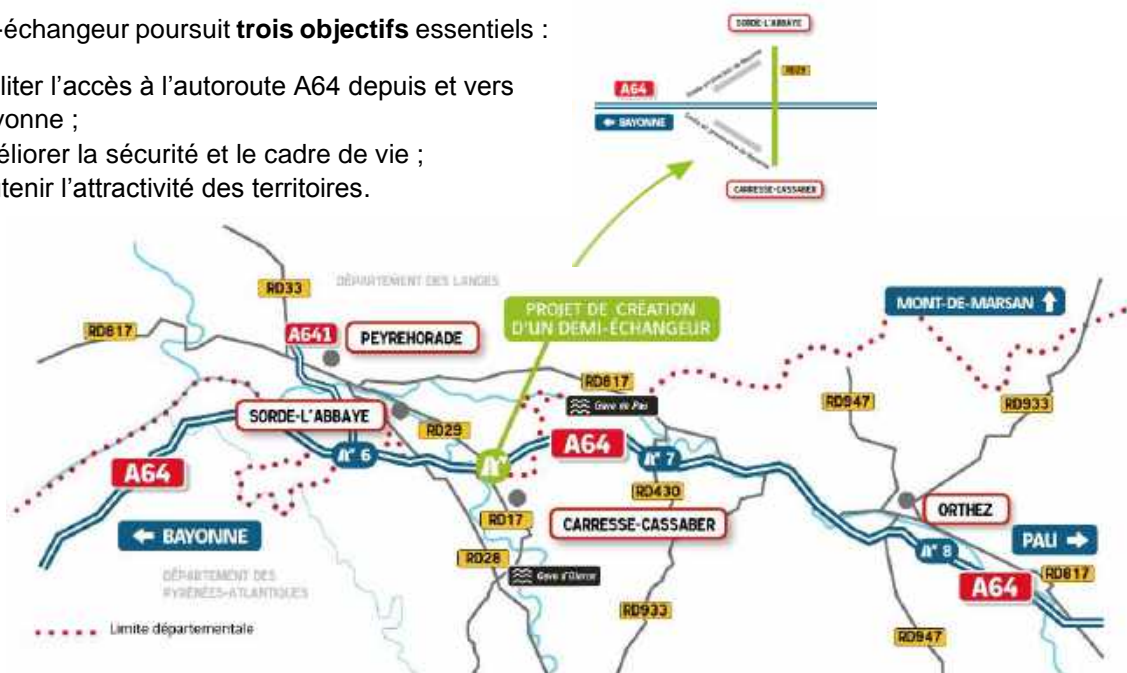 -échangeur poursuit trois objectifs essentiels :
liter l'accès à l'autoroute A64 depuis et vers
yonne ;
éliorer la sécurité et le cadre de vie ;
tenir l'attractivité des territoires.
SORDE-L'ABBAYE
RD29
A64
← BAYONNE
CARRESSE-CASSABER
DÉPARTEMENT DES LANDES
RD33
PROJET DE CRÉATION
D'UN DEMI-ÉCHANGEUR
MONT-DE-MARSAN ↑
RD817
A641
PEYREHORADE
RD817
Gave de Pau
RD947
RD933
SORDE-L'ABBAYE
RD29
A64
6
7
A64
RD430
ORTHEZ
RD17
CARRESSE-CASSABER
← BAYONNE
PAU →
RD28
8
Gave d'Oloron
RD817
DÉPARTEMENT DES
PYRÉNÉES-ATLANTIQUES
A64
RD933
Limite départementale
RD947